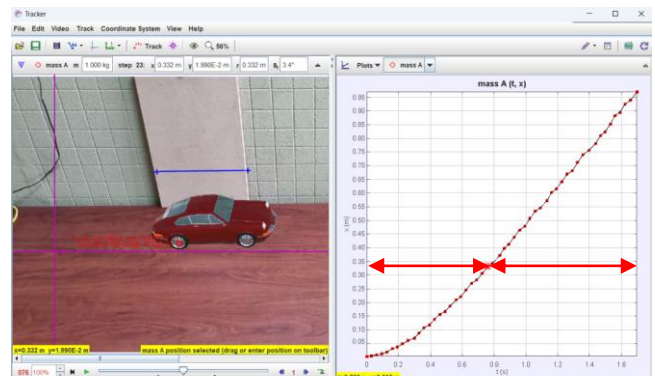 Tracker
File Edit Video Track Coordinate System View Help
Track 56%
mass A m 1.000 kg step 23: x 0.332 m y 1.990E-2 m r 0.332 m θr 3.4°
Plots mass A
mass A (t, x)
x (m)
0.95
0.90
0.85
0.80
0.75
0.70
0.65
0.60
0.55
0.50
0.45
0.40
0.35
0.30
0.25
0.20
0.15
0.10
0.05
0 0.2 0.4 0.6 0.8 1.0 1.2 1.4 1.6
t (s)
x=0.332 m y=1.990E-2 m mass A position selected (drag or enter position on toolbar)
076 100% 1